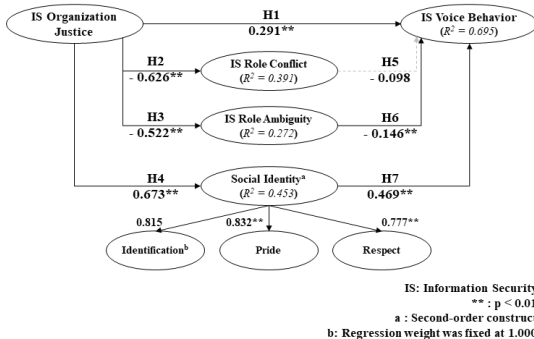 IS Organization
Justice
H1
0.291**
IS Voice Behavior
(R² = 0.695)
H2
- 0.626**
IS Role Conflict
(R² = 0.391)
H5
- 0.098
H3
- 0.522**
IS Role Ambiguity
(R² = 0.272)
H6
- 0.146**
H4
0.673**
Social Identityᵃ
(R² = 0.453)
H7
0.469**
0.815
0.832**
0.777**
Identificationᵇ
Pride
Respect
IS: Information Security
** : p < 0.01
a : Second-order construct
b: Regression weight was fixed at 1.000